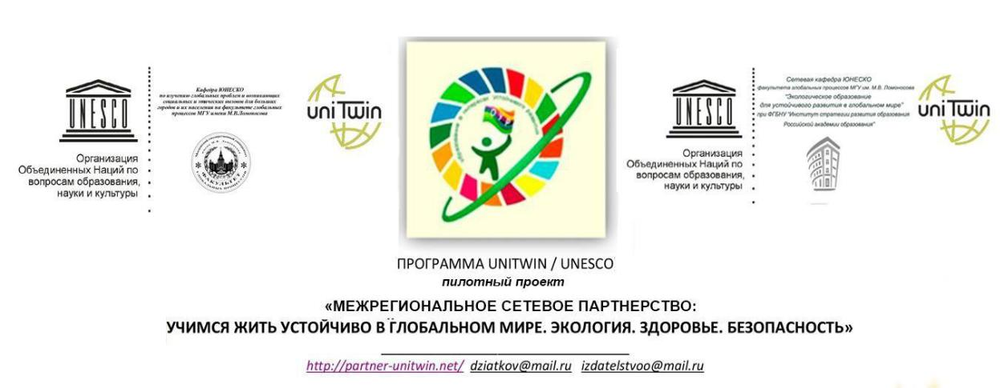 UNESCO
Организация
Объединенных Наций по
вопросам образования,
науки и культуры
Кафедра ЮНЕСКО
по изучению глобальных проблем и возникающих
социальных и этических вызовов для больших
городов и их населения на факультете глобальных
процессов МГУ имени М.В.Ломоносова
ФАКУЛЬТЕТ
uniTwin
UNESCO
Организация
Объединенных Наций по
вопросам образования,
науки и культуры
Сетевая кафедра ЮНЕСКО
факультета глобальных процессов МГУ им. М.В. Ломоносова
"Экологическое образование
для устойчивого развития в глобальном мире"
при ФГБНУ "Институт стратегии развития образования
Российской академии образования"
uniTwin
ПРОГРАММА UNITWIN / UNESCO
пилотный проект
«МЕЖРЕГИОНАЛЬНОЕ СЕТЕВОЕ ПАРТНЕРСТВО:
УЧИМСЯ ЖИТЬ УСТОЙЧИВО В ГЛОБАЛЬНОМ МИРЕ. ЭКОЛОГИЯ. ЗДОРОВЬЕ. БЕЗОПАСНОСТЬ»
http://partner-unitwin.net/ dziatkov@mail.ru izdatelstvoo@mail.ru